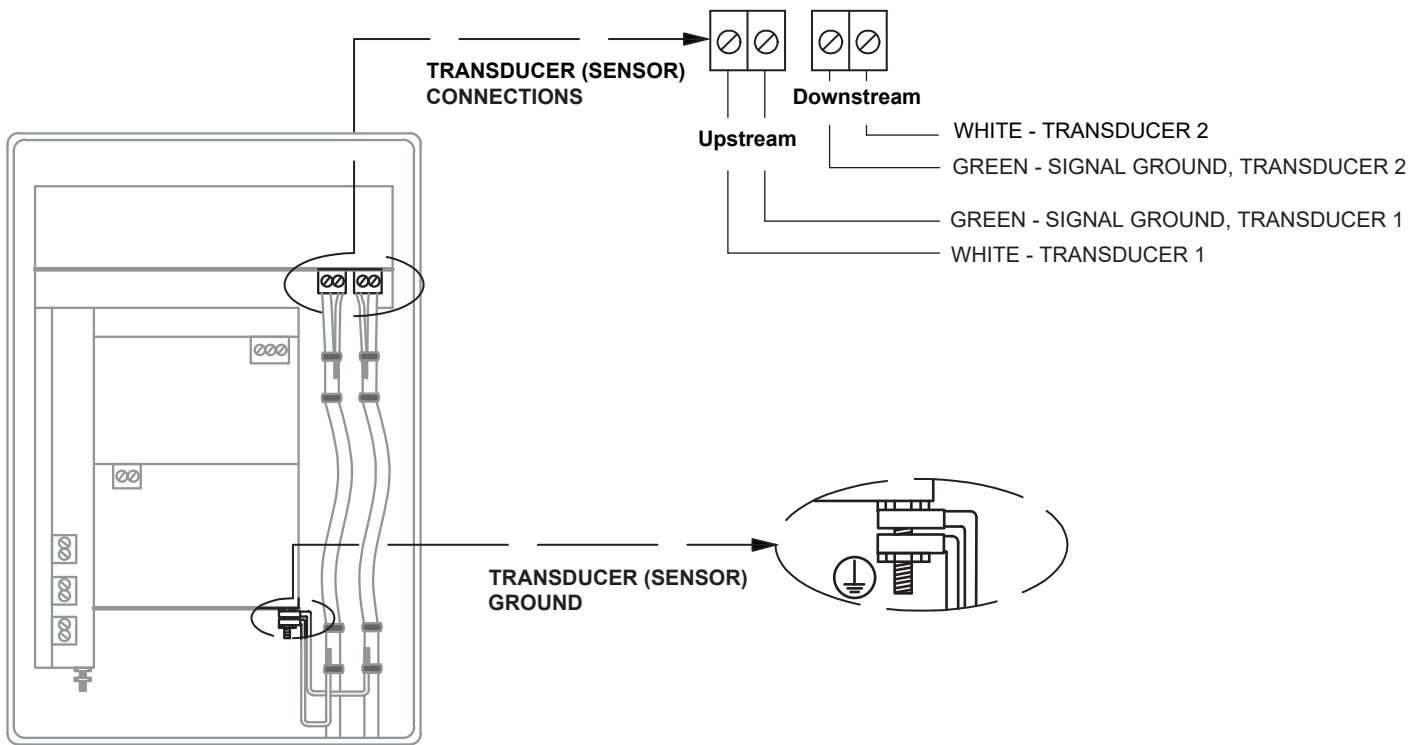 TRANSDUCER (SENSOR)
CONNECTIONS
Downstream
Upstream
WHITE - TRANSDUCER 2
GREEN - SIGNAL GROUND, TRANSDUCER 2
GREEN - SIGNAL GROUND, TRANSDUCER 1
WHITE - TRANSDUCER 1
TRANSDUCER (SENSOR)
GROUND